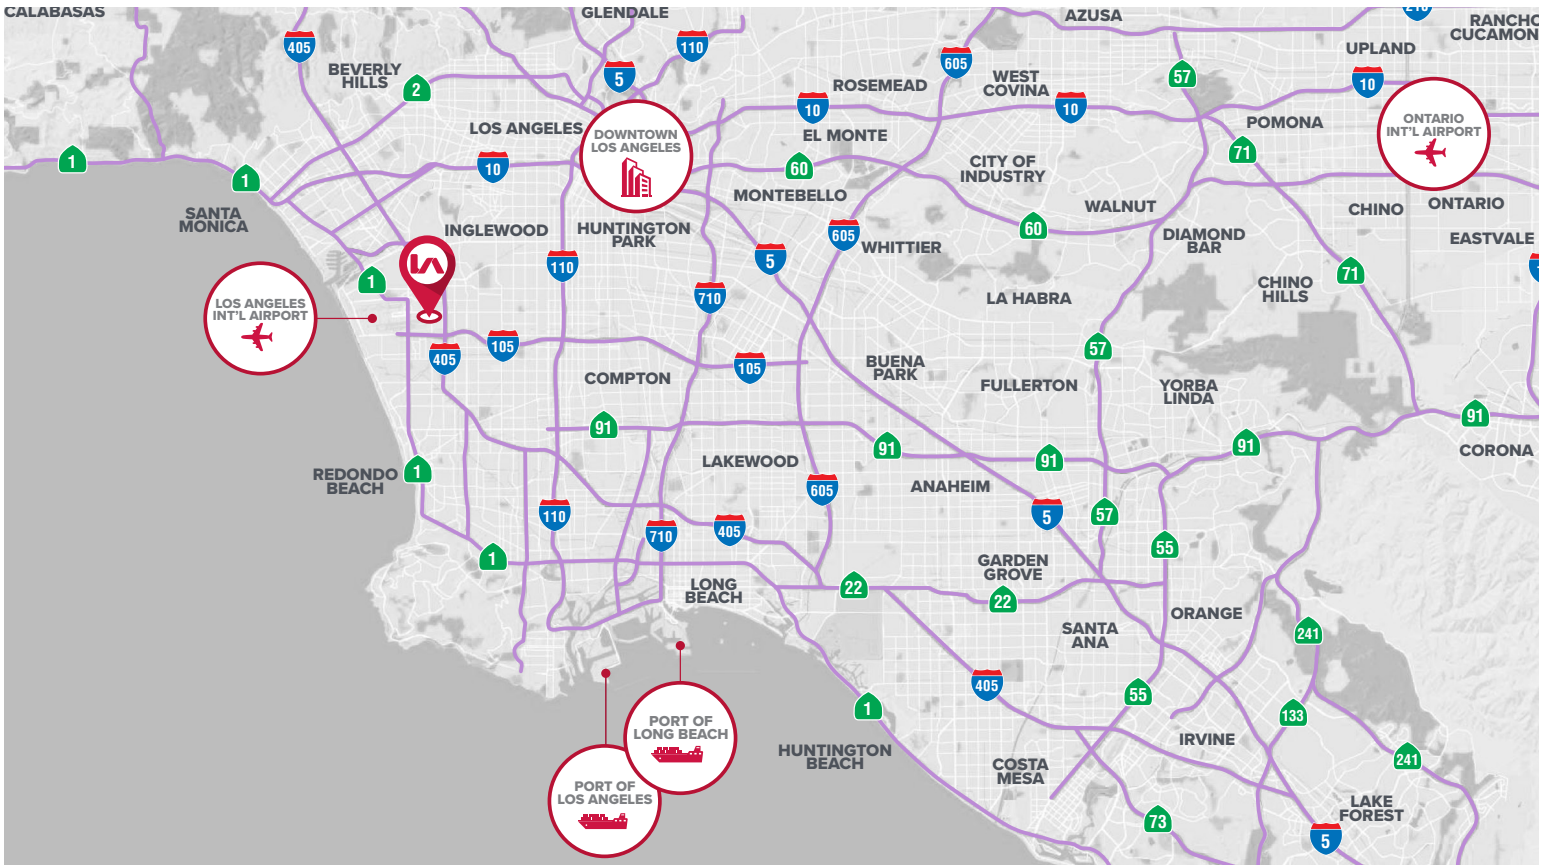 CALABASAS
GLENDALE
AZUSA
210
RANCHO
CUCAMON
405
110
UPLAND
BEVERLY
HILLS
5
605
57
2
ROSEMEAD
WEST
COVINA
10
10
10
LOS ANGELES
DOWNTOWN
LOS ANGELES
EL MONTE
POMONA
ONTARIO
INT'L AIRPORT
1
10
60
CITY OF
INDUSTRY
71
1
MONTEBELLO
WALNUT
CHINO
ONTARIO
SANTA
MONICA
INGLEWOOD
HUNTINGTON
PARK
605
WHITTIER
60
DIAMOND
BAR
EASTVALE
110
5
1
710
LA HABRA
CHINO
HILLS
71
LOS ANGELES
INT'L AIRPORT
405
105
105
BUENA
PARK
57
COMPTON
FULLERTON
YORBA
LINDA
91
91
91
91
91
CORONA
REDONDO
BEACH
1
LAKEWOOD
605
ANAHEIM
110
710
405
5
57
55
1
LONG
BEACH
22
GARDEN
GROVE
22
ORANGE
SANTA
ANA
241
405
55
1
133
PORT OF
LONG BEACH
HUNTINGTON
BEACH
IRVINE
241
PORT OF
LOS ANGELES
COSTA
MESA
73
LAKE
FOREST
5